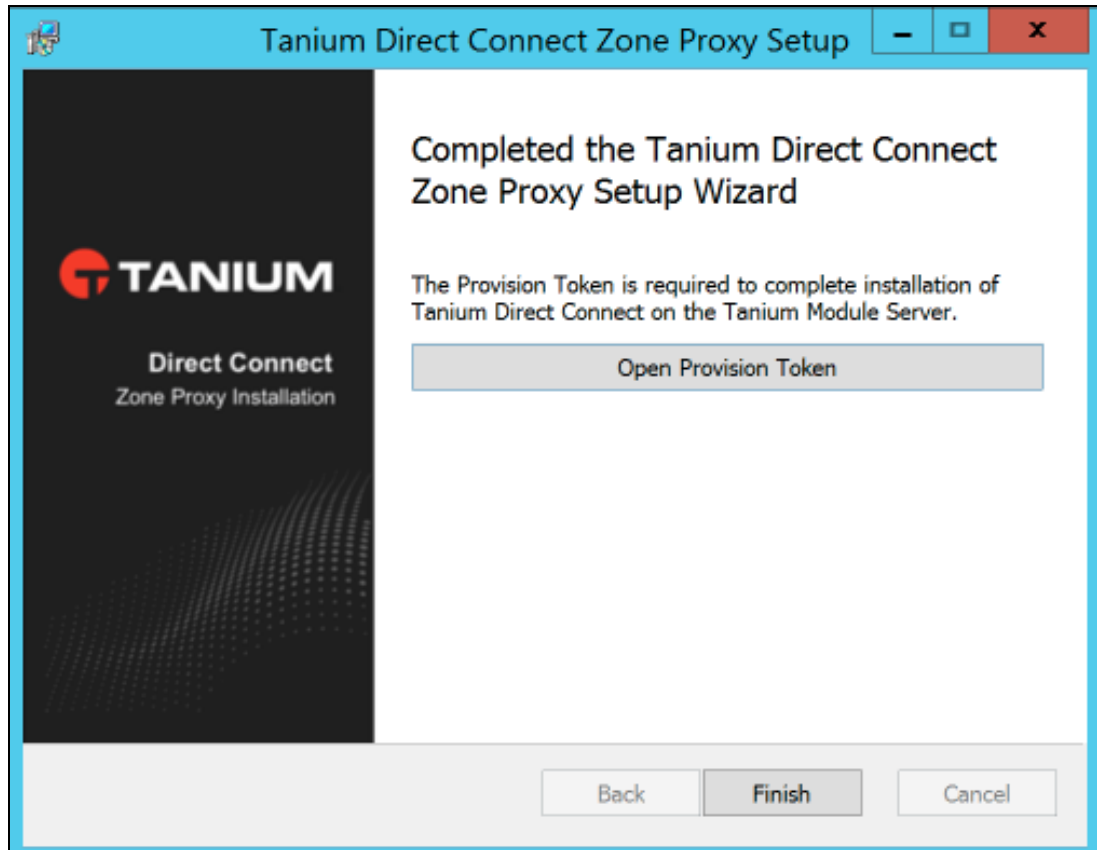 Tanium Direct Connect Zone Proxy Setup
Completed the Tanium Direct Connect
Zone Proxy Setup Wizard
TANIUM
The Provision Token is required to complete installation of
Tanium Direct Connect on the Tanium Module Server.
Direct Connect
Zone Proxy Installation
Open Provision Token
Back
Finish
Cancel